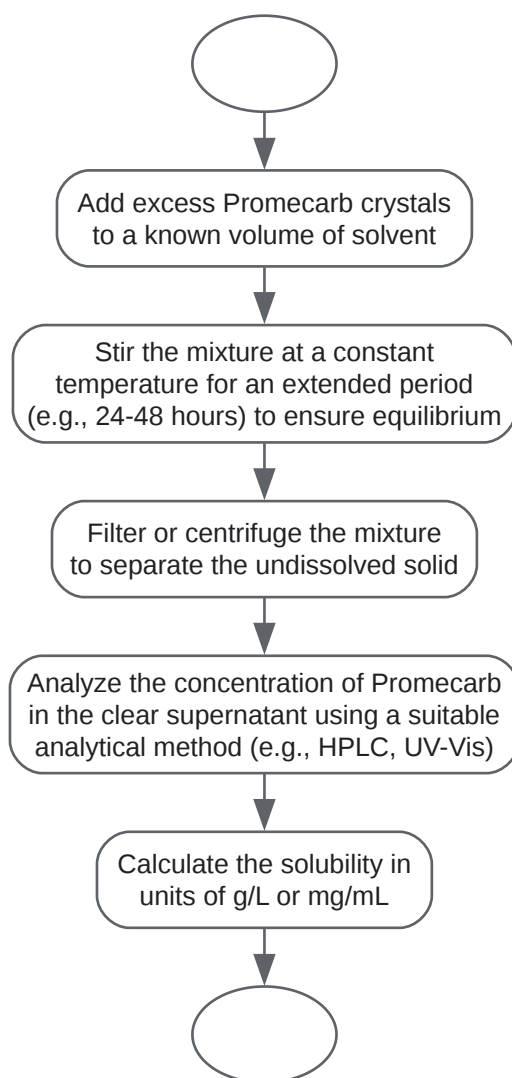 Add excess Promecarb crystals
to a known volume of solvent
Stir the mixture at a constant
temperature for an extended period
(e.g., 24-48 hours) to ensure equilibrium
Filter or centrifuge the mixture
to separate the undissolved solid
Analyze the concentration of Promecarb
in the clear supernatant using a suitable
analytical method (e.g., HPLC, UV-Vis)
Calculate the solubility in
units of g/L or mg/mL